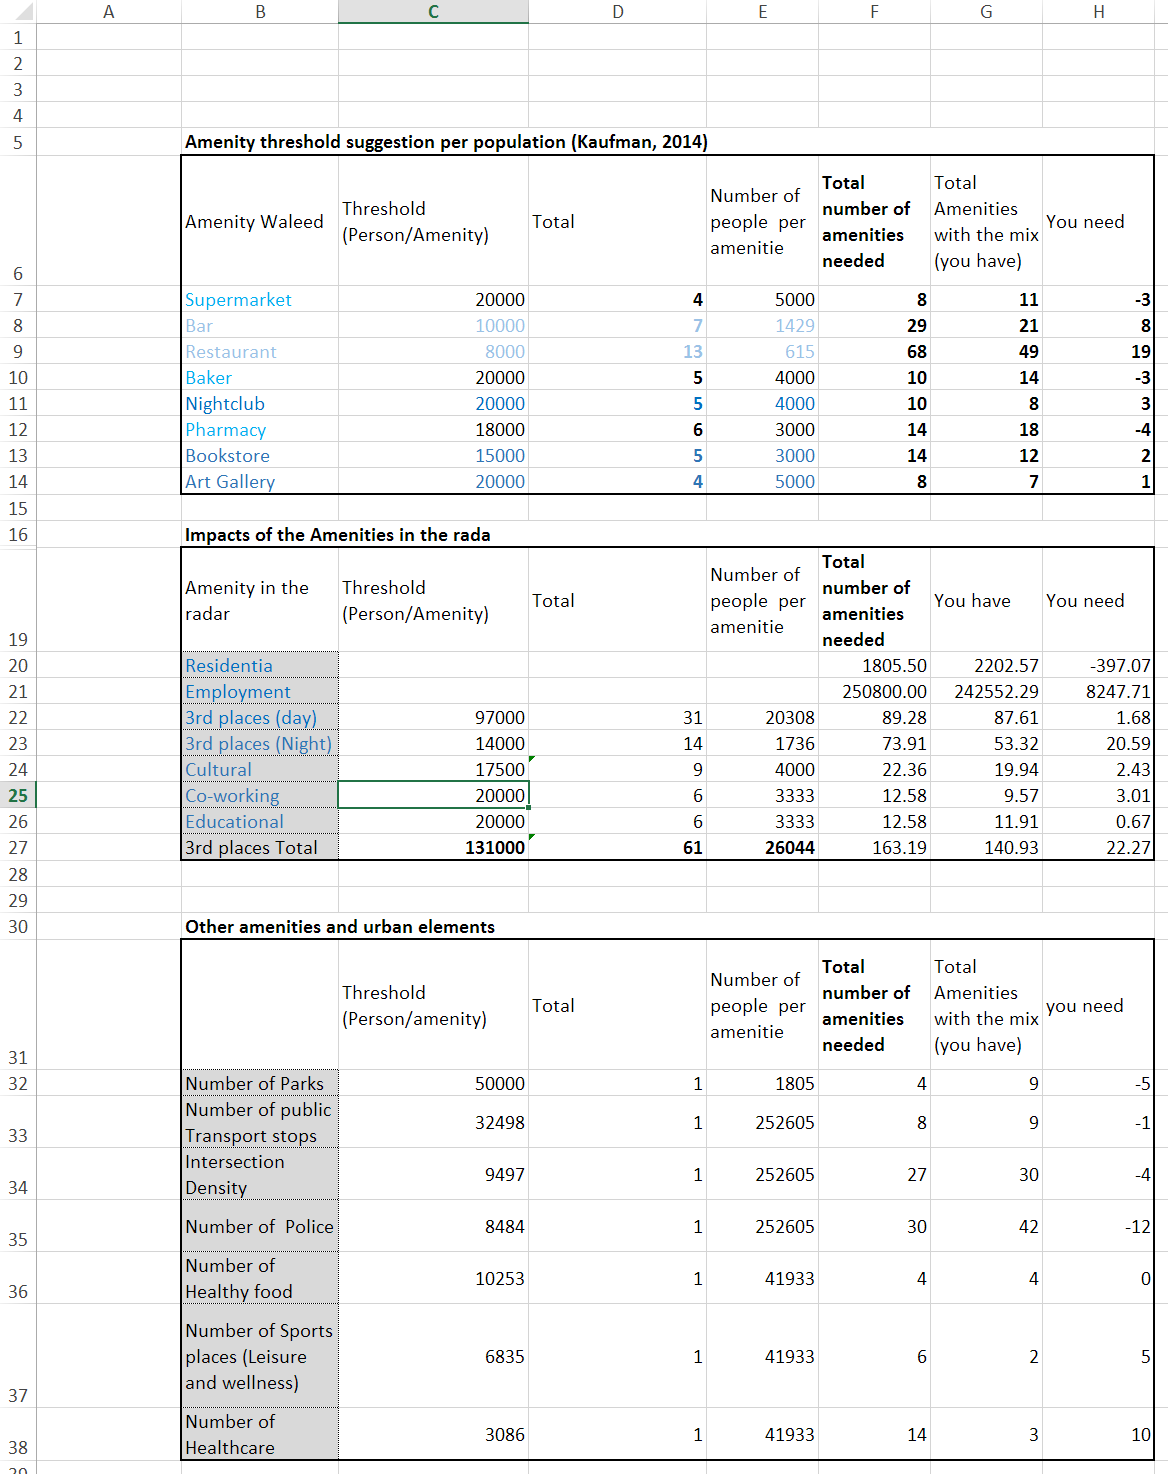 A B C D E F G H
1
2
3
4
5 Amenity threshold suggestion per population (Kaufman, 2014)
6 Amenity Waleed Threshold (Person/Amenity) Total Number of people per amenitie Total number of amenities needed Total Amenities with the mix (you have) You need
7 Supermarket 20000 4 5000 8 11 -3
8 Bar 10000 7 1429 29 21 8
9 Restaurant 8000 13 615 68 49 19
10 Baker 20000 5 4000 10 14 -3
11 Nightclub 20000 5 4000 10 8 3
12 Pharmacy 18000 6 3000 14 18 -4
13 Bookstore 15000 5 3000 14 12 2
14 Art Gallery 20000 4 5000 8 7 1
15
16 Impacts of the Amenities in the rada
19 Amenity in the radar Threshold (Person/Amenity) Total Number of people per amenitie Total number of amenities needed You have You need
20 Residentia 1805.50 2202.57 -397.07
21 Employment 250800.00 242552.29 8247.71
22 3rd places (day) 97000 31 20308 89.28 87.61 1.68
23 3rd places (Night) 14000 14 1736 73.91 53.32 20.59
24 Cultural 17500 9 4000 22.36 19.94 2.43
25 Co-working 20000 6 3333 12.58 9.57 3.01
26 Educational 20000 6 3333 12.58 11.91 0.67
27 3rd places Total 131000 61 26044 163.19 140.93 22.27
28
29
30 Other amenities and urban elements
31 Threshold (Person/amenity) Total Number of people per amenitie Total number of amenities needed Total Amenities with the mix (you have) you need
32 Number of Parks 50000 1 1805 4 9 -5
33 Number of public Transport stops 32498 1 252605 8 9 -1
34 Intersection Density 9497 1 252605 27 30 -4
35 Number of Police 8484 1 252605 30 42 -12
36 Number of Healthy food 10253 1 41933 4 4 0
37 Number of Sports places (Leisure and wellness) 6835 1 41933 6 2 5
38 Number of Healthcare 3086 1 41933 14 3 10